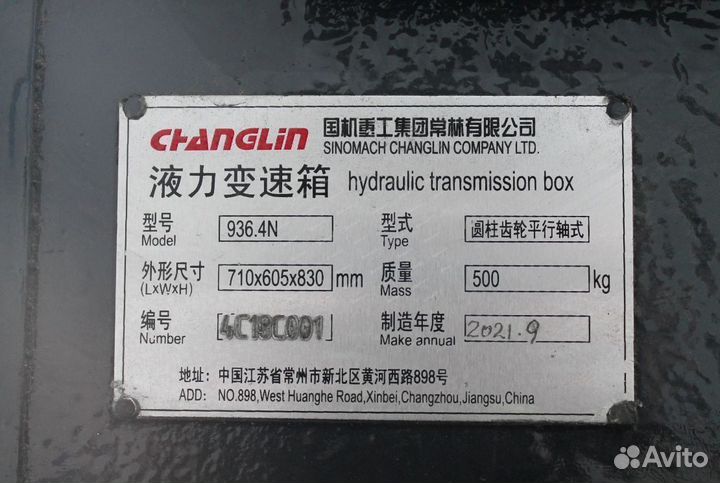 CHANGLIN 国机重工集团常林有限公司
SINOMACH CHANGLIN COMPANY LTD.
液力变速箱 hydraulic transmission box
型号 936.4N 型式 圆柱齿轮平行轴式
Model Type
外形尺寸 710x605x830 mm 质量 500 kg
(LxWxH) Mass
编号 4C19C001 制造年度 2021.9
Number Make annual
地址: 中国江苏省常州市新北区黄河西路898号
ADD: NO.898,West Huanghe Road,Xinbei,Changzhou,Jiangsu,China
Avito